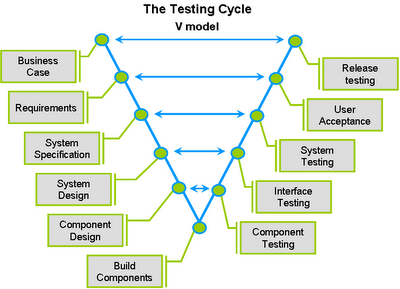 The Testing Cycle
V model
Business
Case
Release
testing
Requirements
User
Acceptance
System
Specification
System
Testing
System
Design
Interface
Testing
Component
Design
Component
Testing
Build
Components